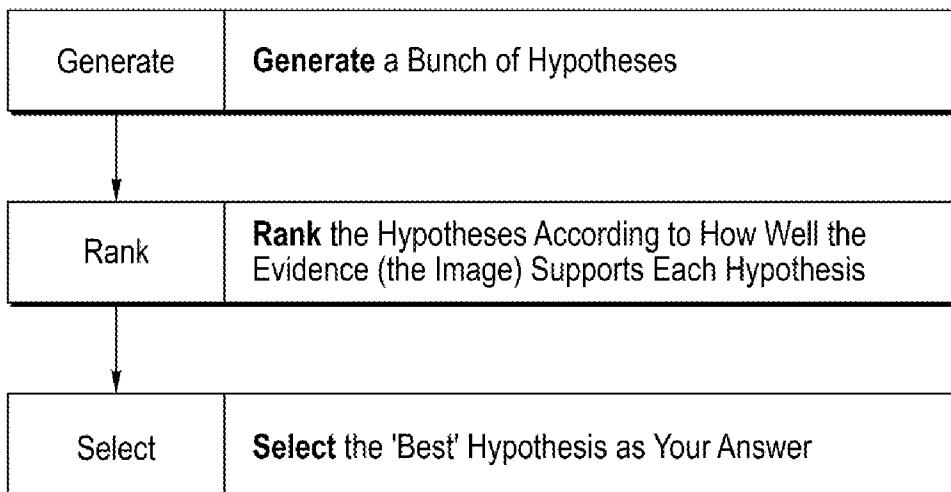 Generate
Generate a Bunch of Hypotheses
Rank
Rank the Hypotheses According to How Well the
Evidence (the Image) Supports Each Hypothesis
Select
Select the 'Best' Hypothesis as Your Answer